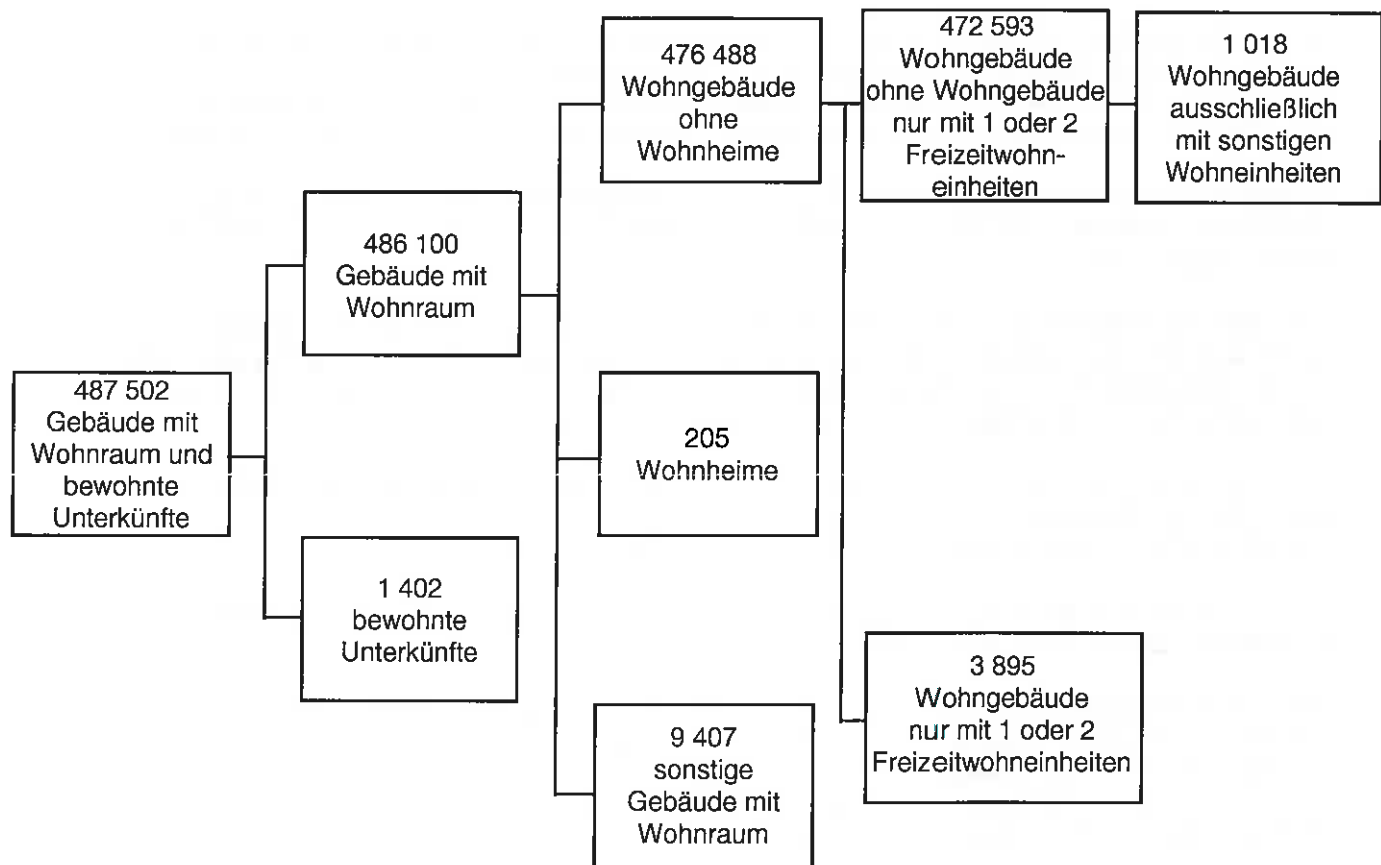 487 502
Gebäude mit
Wohnraum und
bewohnte
Unterkünfte
486 100
Gebäude mit
Wohnraum
1 402
bewohnte
Unterkünfte
476 488
Wohngebäude
ohne
Wohnheime
205
Wohnheime
9 407
sonstige
Gebäude mit
Wohnraum
472 593
Wohngebäude
ohne Wohngebäude
nur mit 1 oder 2
Freizeitwohn-
einheiten
3 895
Wohngebäude
nur mit 1 oder 2
Freizeitwohneinheiten
1 018
Wohngebäude
ausschließlich
mit sonstigen
Wohneinheiten